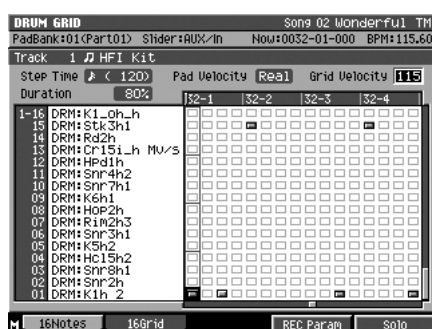 DRUM GRID Song 02 Wonderful TM
PadBank:01(Part01) Slider:AUX/In Now:0032-01-000 BPM:115.60
Track 1 HFI Kit
Step Time ( 120) Pad Velocity Real Grid Velocity 115
Duration 80%
32-1 32-2 32-3 32-4
1-16 DRM:K1_oh_h
15 DRM:Stk3h1
14 DRM:Rd2h
13 DRM:Cr15i_h Mv/S
12 DRM:HPd1h
11 DRM:Snr4h2
10 DRM:Snr7h1
09 DRM:K6h1
08 DRM:HoP2h
07 DRM:Rim2h3
06 DRM:Snr3h1
05 DRM:K5h2
04 DRM:Hc15h2
03 DRM:Snr8h1
02 DRM:Snr2h
01 DRM:K1h 2
M 16Notes 16Grid REC Param Solo